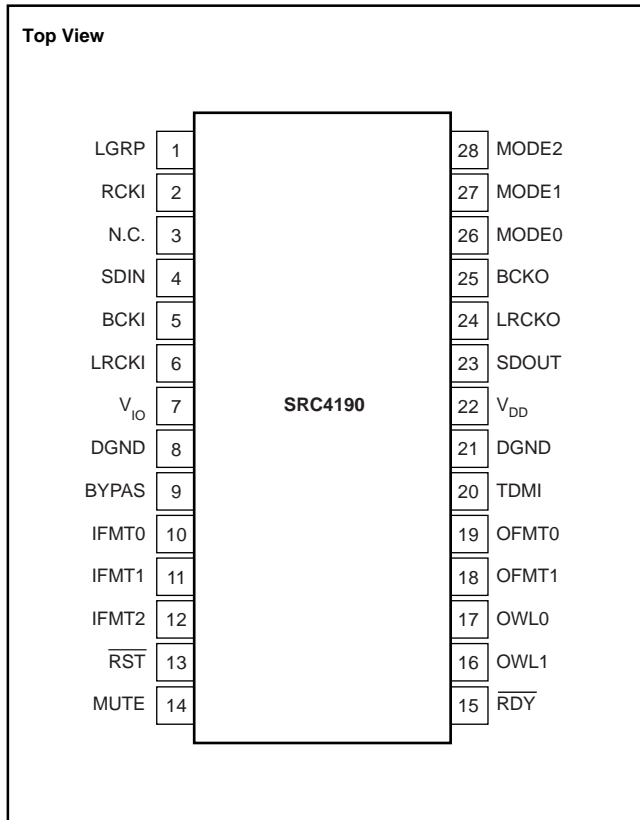 Top View
LGRP 1 28 MODE2
RCKI 2 27 MODE1
N.C. 3 26 MODE0
SDIN 4 25 BCKO
BCKI 5 24 LRCKO
LRCKI 6 23 SDOUT
VIO 7 SRC4190 22 VDD
DGND 8 21 DGND
BYPAS 9 20 TDMI
IFMT0 10 19 OFMT0
IFMT1 11 18 OFMT1
IFMT2 12 17 OWL0
RST 13 16 OWL1
MUTE 14 15 RDY